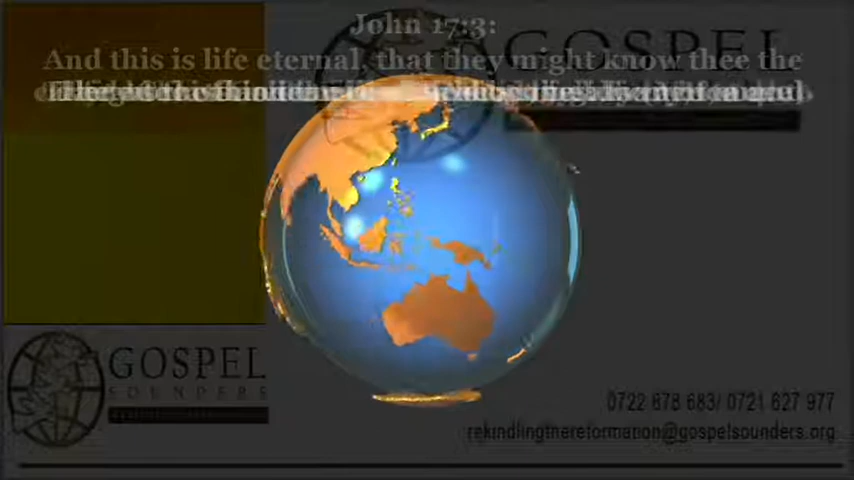 John 17:3:
And this is life eternal, that they might know thee the
GOSPEL
GOSPEL
SOUNDERS
0722 678 683/ 0721 627 977
rekindlingthereformation@gospelsounders.org